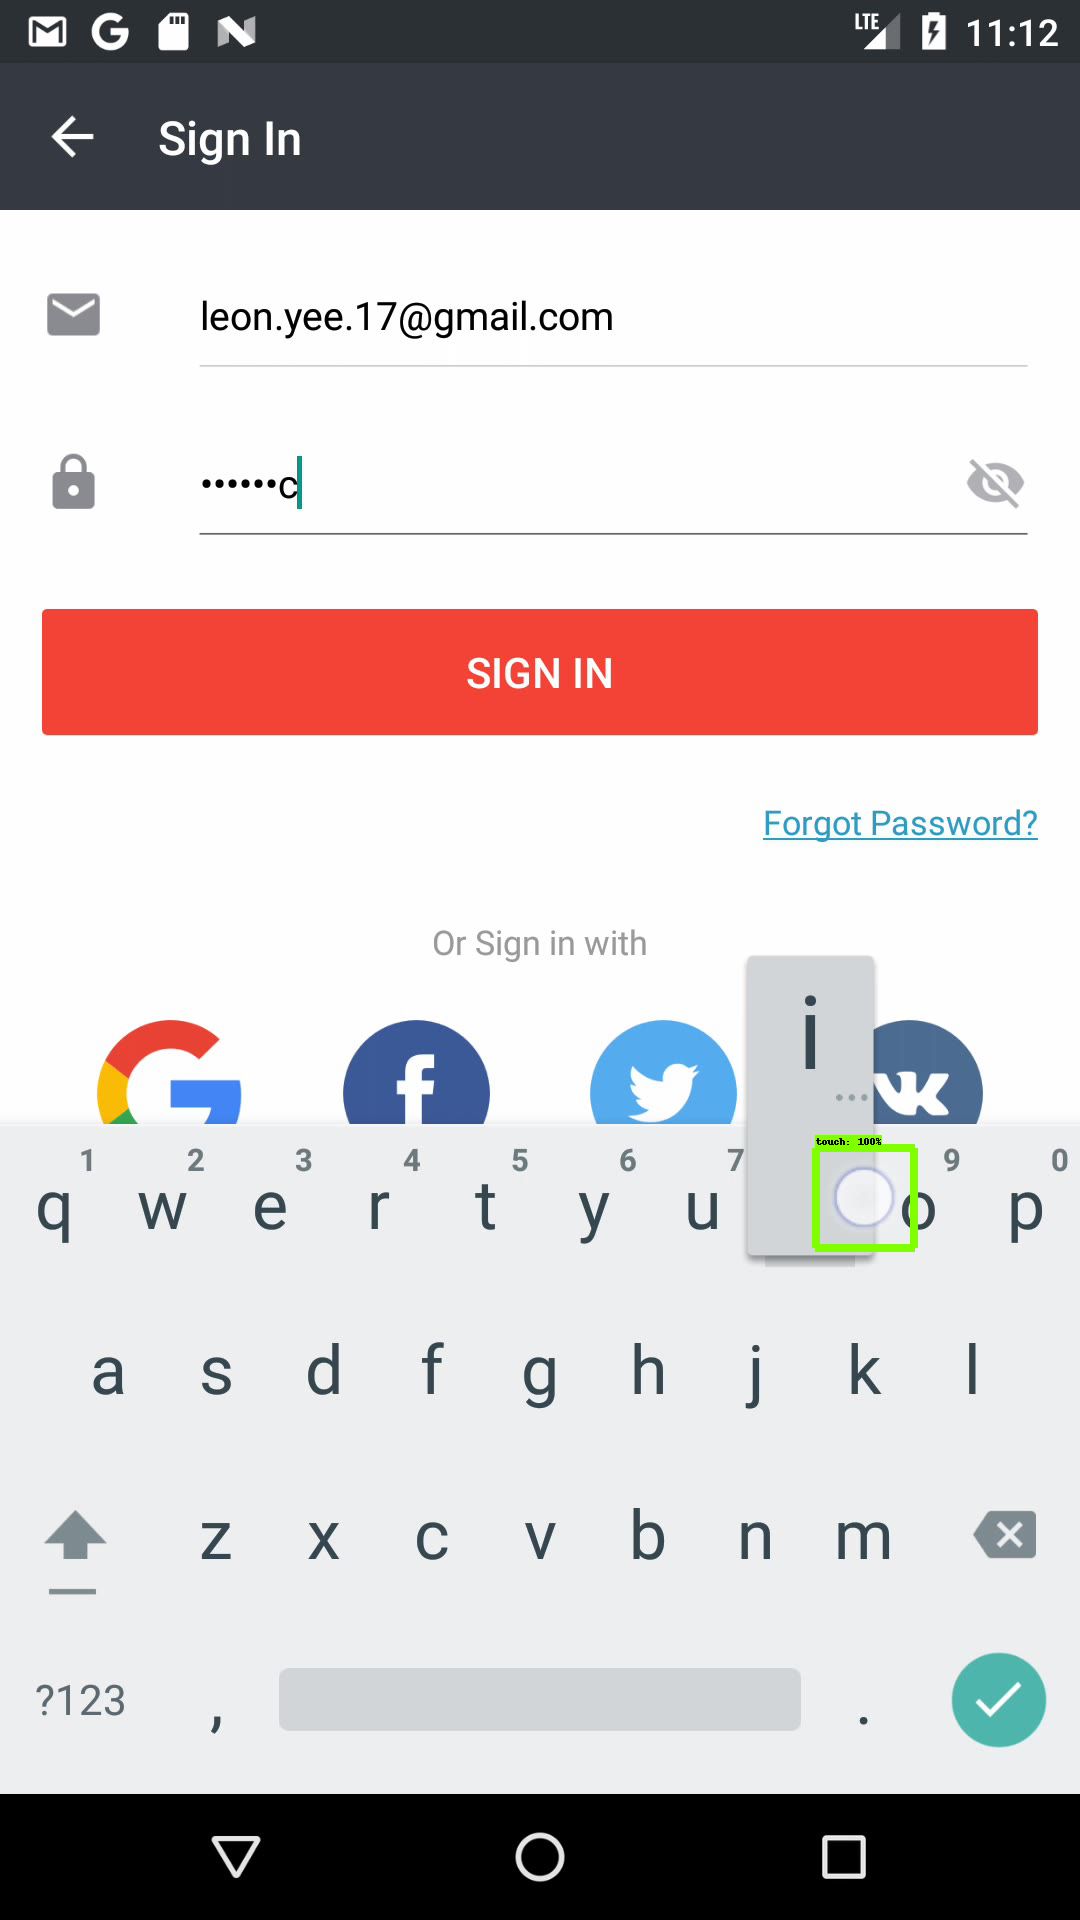 LTE 11:12
Sign In
leon.yee.17@gmail.com
••••••c
SIGN IN
Forgot Password?
Or Sign in with
i
...
touch: 100%
1 2 3 4 5 6 7 9 0
q w e r t y u o p
a s d f g h j k l
z x c v b n m
?123 , .